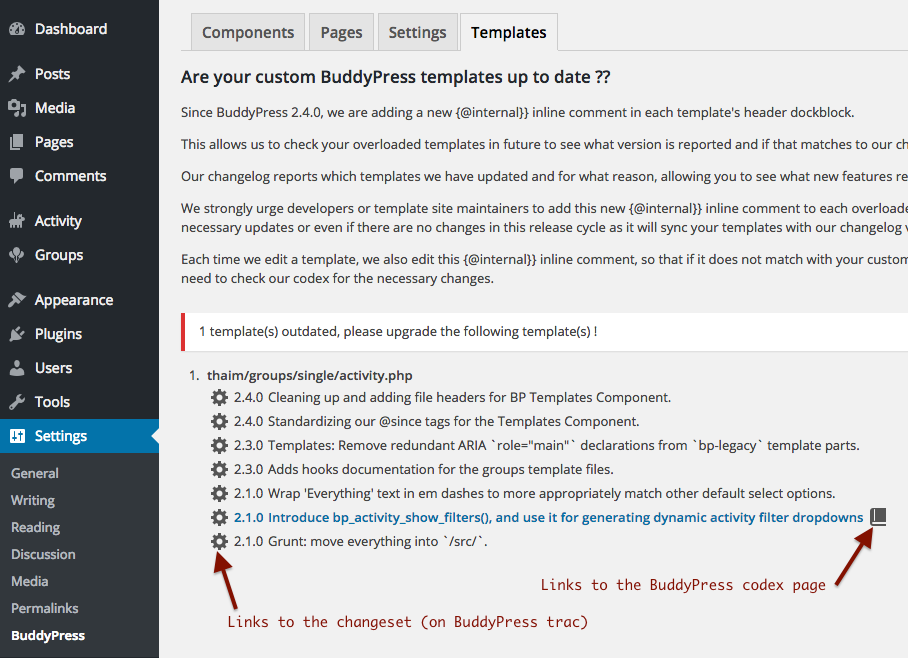 Dashboard
Posts
Media
Pages
Comments
Activity
Groups
Appearance
Plugins
Users
Tools
Settings
General
Writing
Reading
Discussion
Media
Permalinks
BuddyPress
Components
Pages
Settings
Templates
Are your custom BuddyPress templates up to date ??
Since BuddyPress 2.4.0, we are adding a new {@internal}} inline comment in each template's header dockblock.
This allows us to check your overloaded templates in future to see what version is reported and if that matches to our ch
Our changelog reports which templates we have updated and for what reason, allowing you to see what new features re
We strongly urge developers or template site maintainers to add this new {@internal}} inline comment to each overloade
necessary updates or even if there are no changes in this release cycle as it will sync your templates with our changelog v
Each time we edit a template, we also edit this {@internal}} inline comment, so that if it does not match with your custom
need to check our codex for the necessary changes.
1 template(s) outdated, please upgrade the following template(s) !
1. thaim/groups/single/activity.php
2.4.0 Cleaning up and adding file headers for BP Templates Component.
2.4.0 Standardizing our @since tags for the Templates Component.
2.3.0 Templates: Remove redundant ARIA `role="main"` declarations from `bp-legacy` template parts.
2.3.0 Adds hooks documentation for the groups template files.
2.1.0 Wrap 'Everything' text in em dashes to more appropriately match other default select options.
2.1.0 Introduce bp_activity_show_filters(), and use it for generating dynamic activity filter dropdowns
2.1.0 Grunt: move everything into `/src/`.
Links to the BuddyPress codex page
Links to the changeset (on BuddyPress trac)